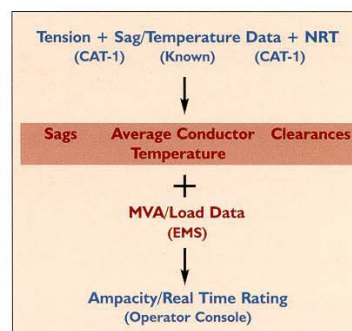 Tension + Sag/Temperature Data + NRT
(CAT-1) (Known) (CAT-1)
Sags Average Conductor Clearances
Temperature
+
MVA/Load Data
(EMS)
Ampacity/Real Time Rating
(Operator Console)